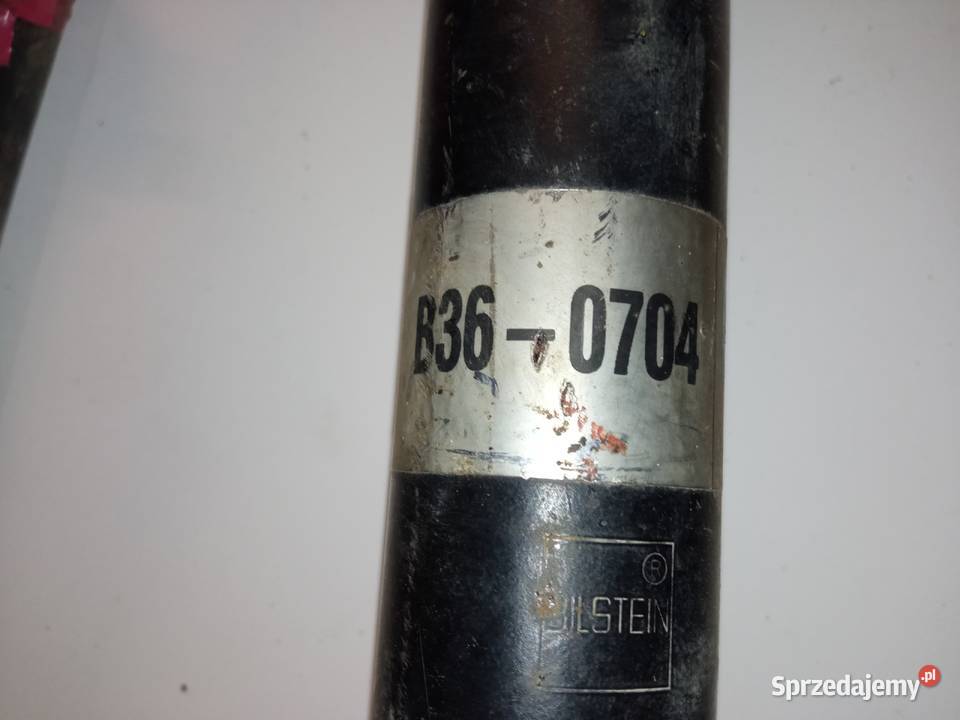 B36-0704
®
BILSTEIN
Sprzedajemy.pl